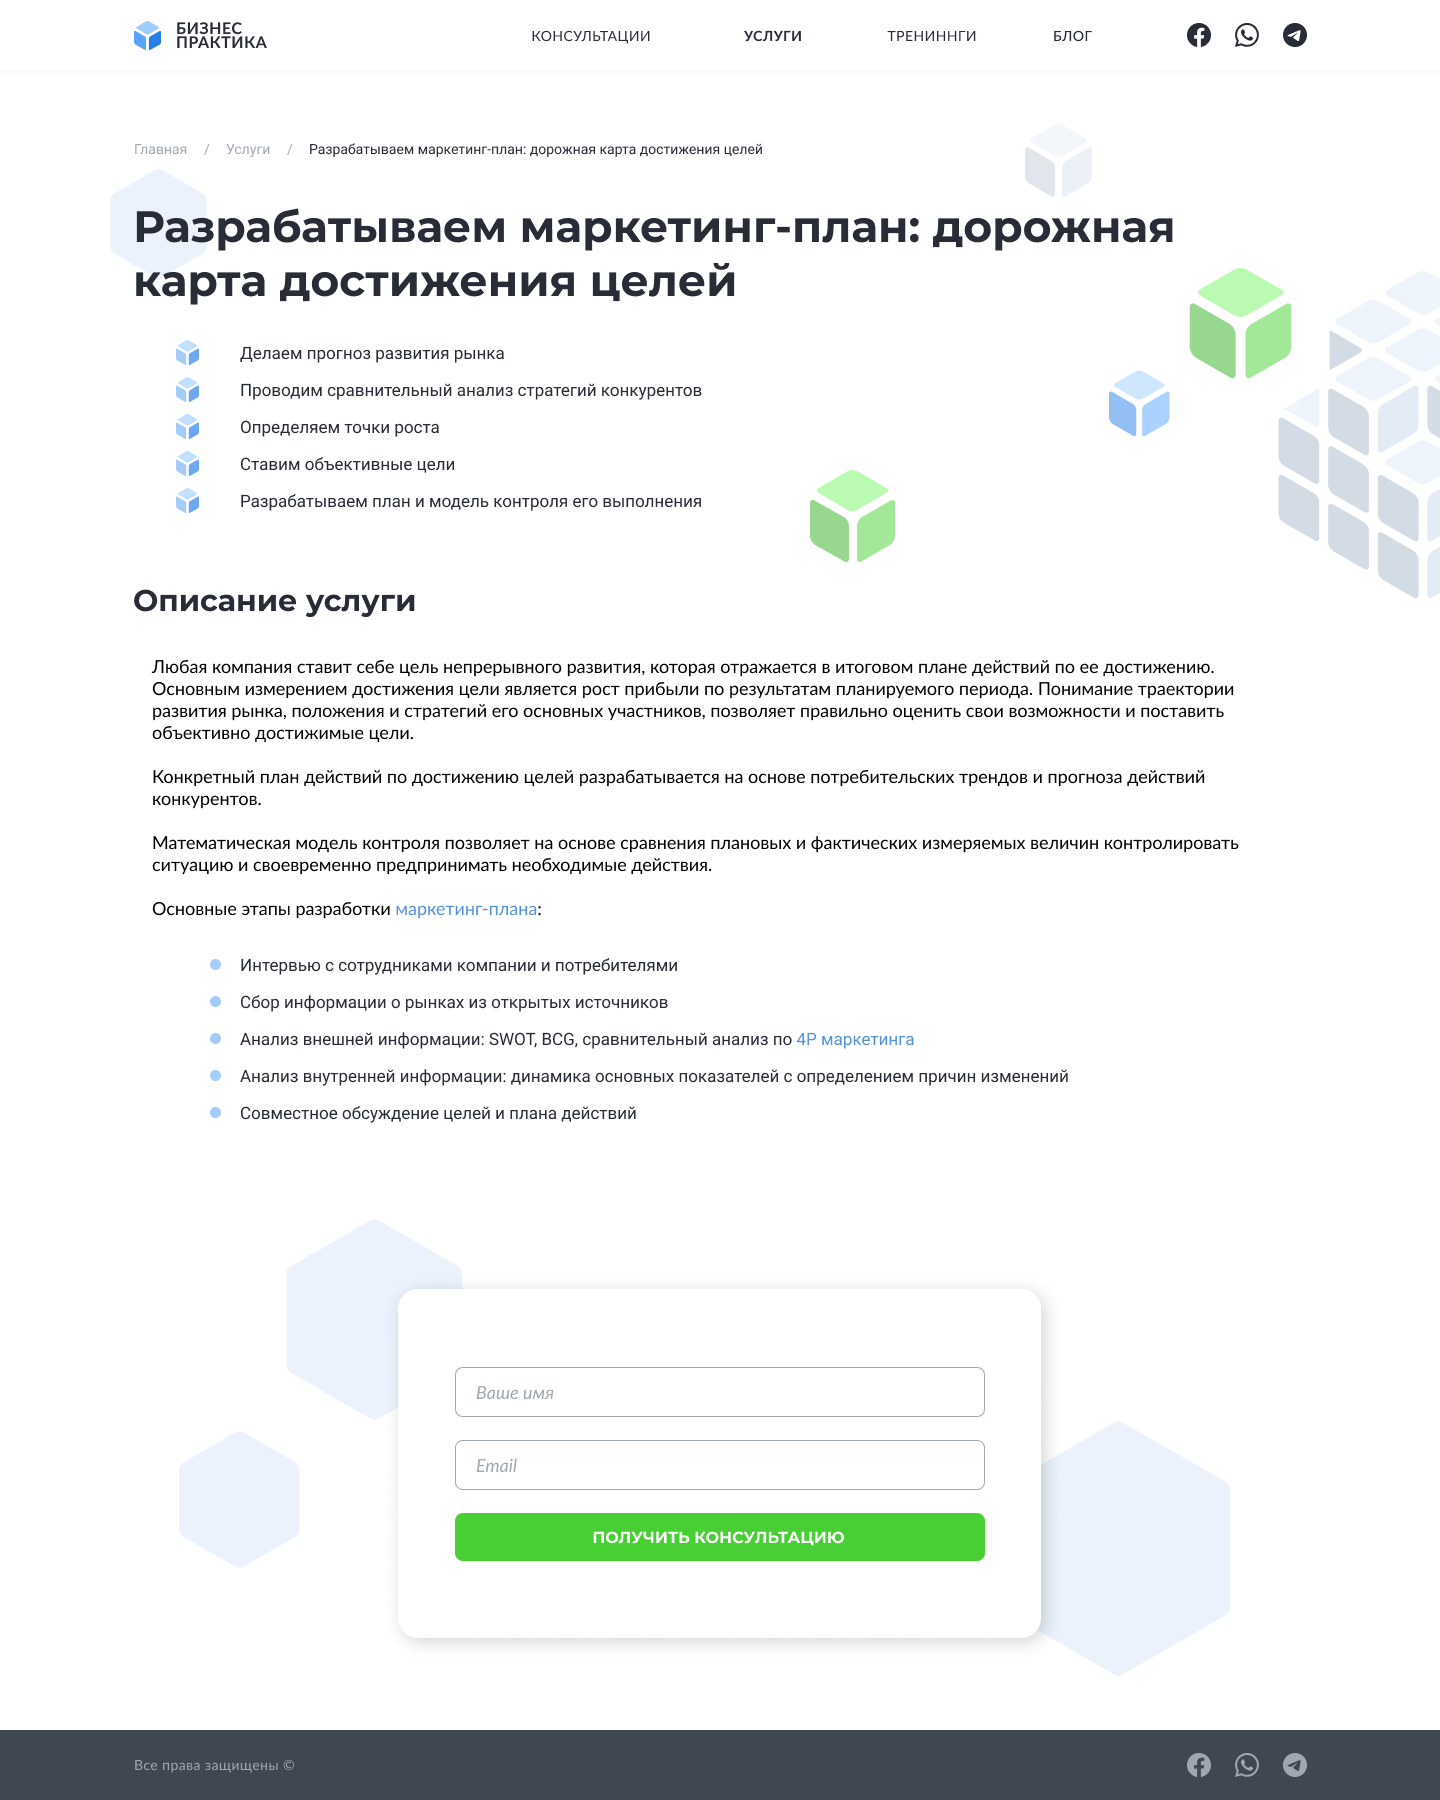 БИЗНЕС
ПРАКТИКА
КОНСУЛЬТАЦИИ
УСЛУГИ
ТРЕНИННГИ
БЛОГ
Главная / Услуги / Разрабатываем маркетинг-план: дорожная карта достижения целей
Разрабатываем маркетинг-план: дорожная
карта достижения целей
Делаем прогноз развития рынка
Проводим сравнительный анализ стратегий конкурентов
Определяем точки роста
Ставим объективные цели
Разрабатываем план и модель контроля его выполнения
Описание услуги
Любая компания ставит себе цель непрерывного развития, которая отражается в итоговом плане действий по ее достижению.
Основным измерением достижения цели является рост прибыли по результатам планируемого периода. Понимание траектории
развития рынка, положения и стратегий его основных участников, позволяет правильно оценить свои возможности и поставить
объективно достижимые цели.
Конкретный план действий по достижению целей разрабатывается на основе потребительских трендов и прогноза действий
конкурентов.
Математическая модель контроля позволяет на основе сравнения плановых и фактических измеряемых величин контролировать
ситуацию и своевременно предпринимать необходимые действия.
Основные этапы разработки маркетинг-плана:
Интервью с сотрудниками компании и потребителями
Сбор информации о рынках из открытых источников
Анализ внешней информации: SWOT, BCG, сравнительный анализ по 4P маркетинга
Анализ внутренней информации: динамика основных показателей с определением причин изменений
Совместное обсуждение целей и плана действий
Ваше имя
Email
ПОЛУЧИТЬ КОНСУЛЬТАЦИЮ
Все права защищены ©